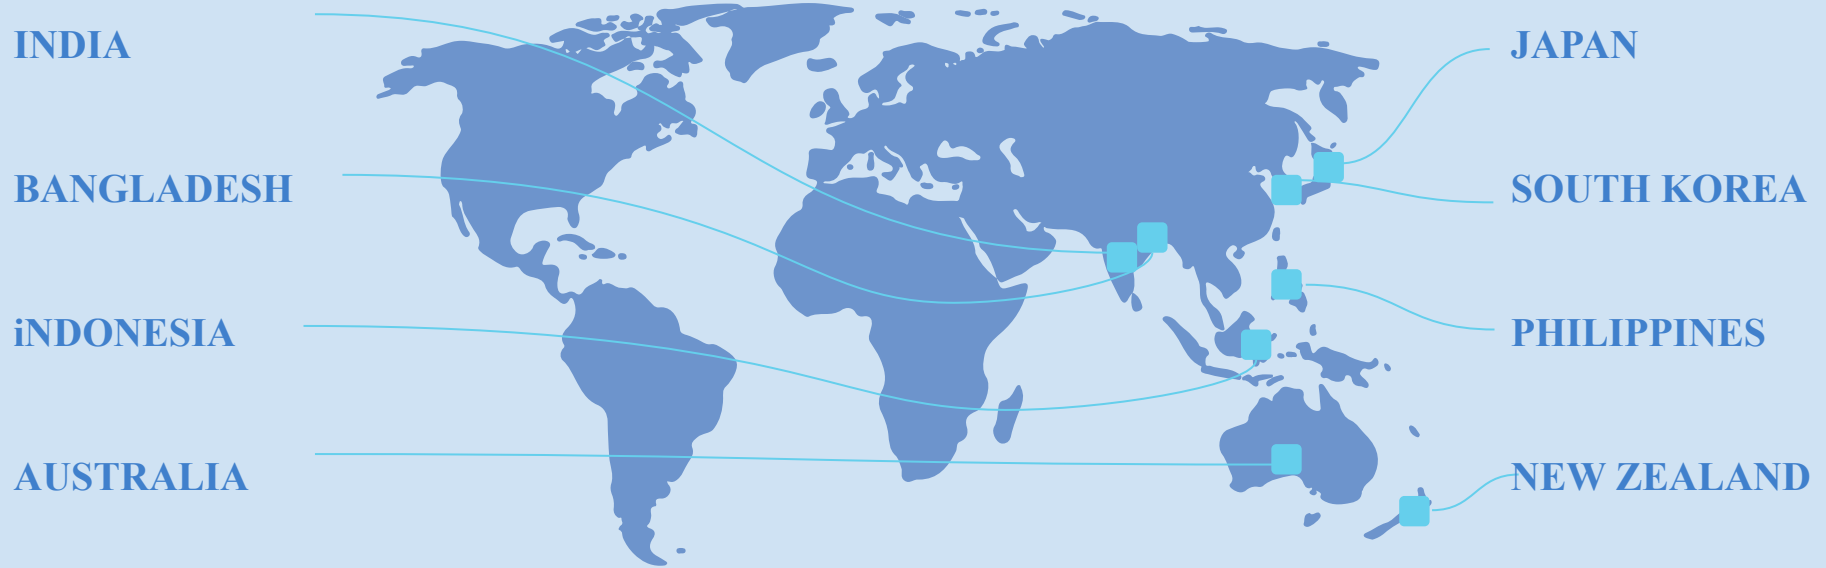 INDIA
BANGLADESH
iNDONESIA
AUSTRALIA
JAPAN
SOUTH KOREA
PHILIPPINES
NEW ZEALAND